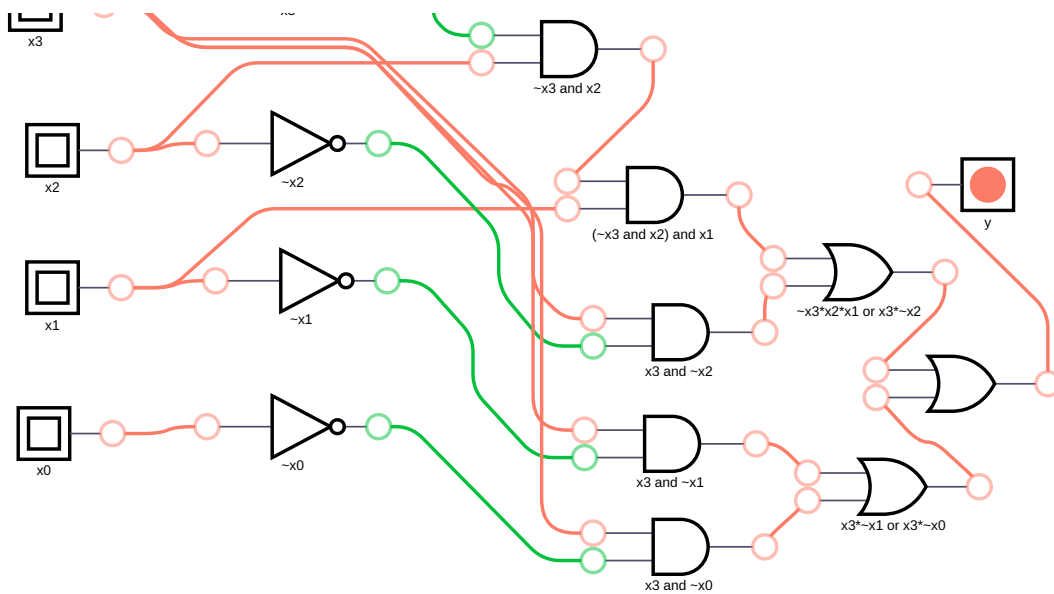 x3
~x3 and x2
x2
~x2
(~x3 and x2) and x1
y
x1
~x1
~x3*x2*x1 or x3*~x2
x3 and ~x2
x0
~x0
x3 and ~x1
x3*~x1 or x3*~x0
x3 and ~x0